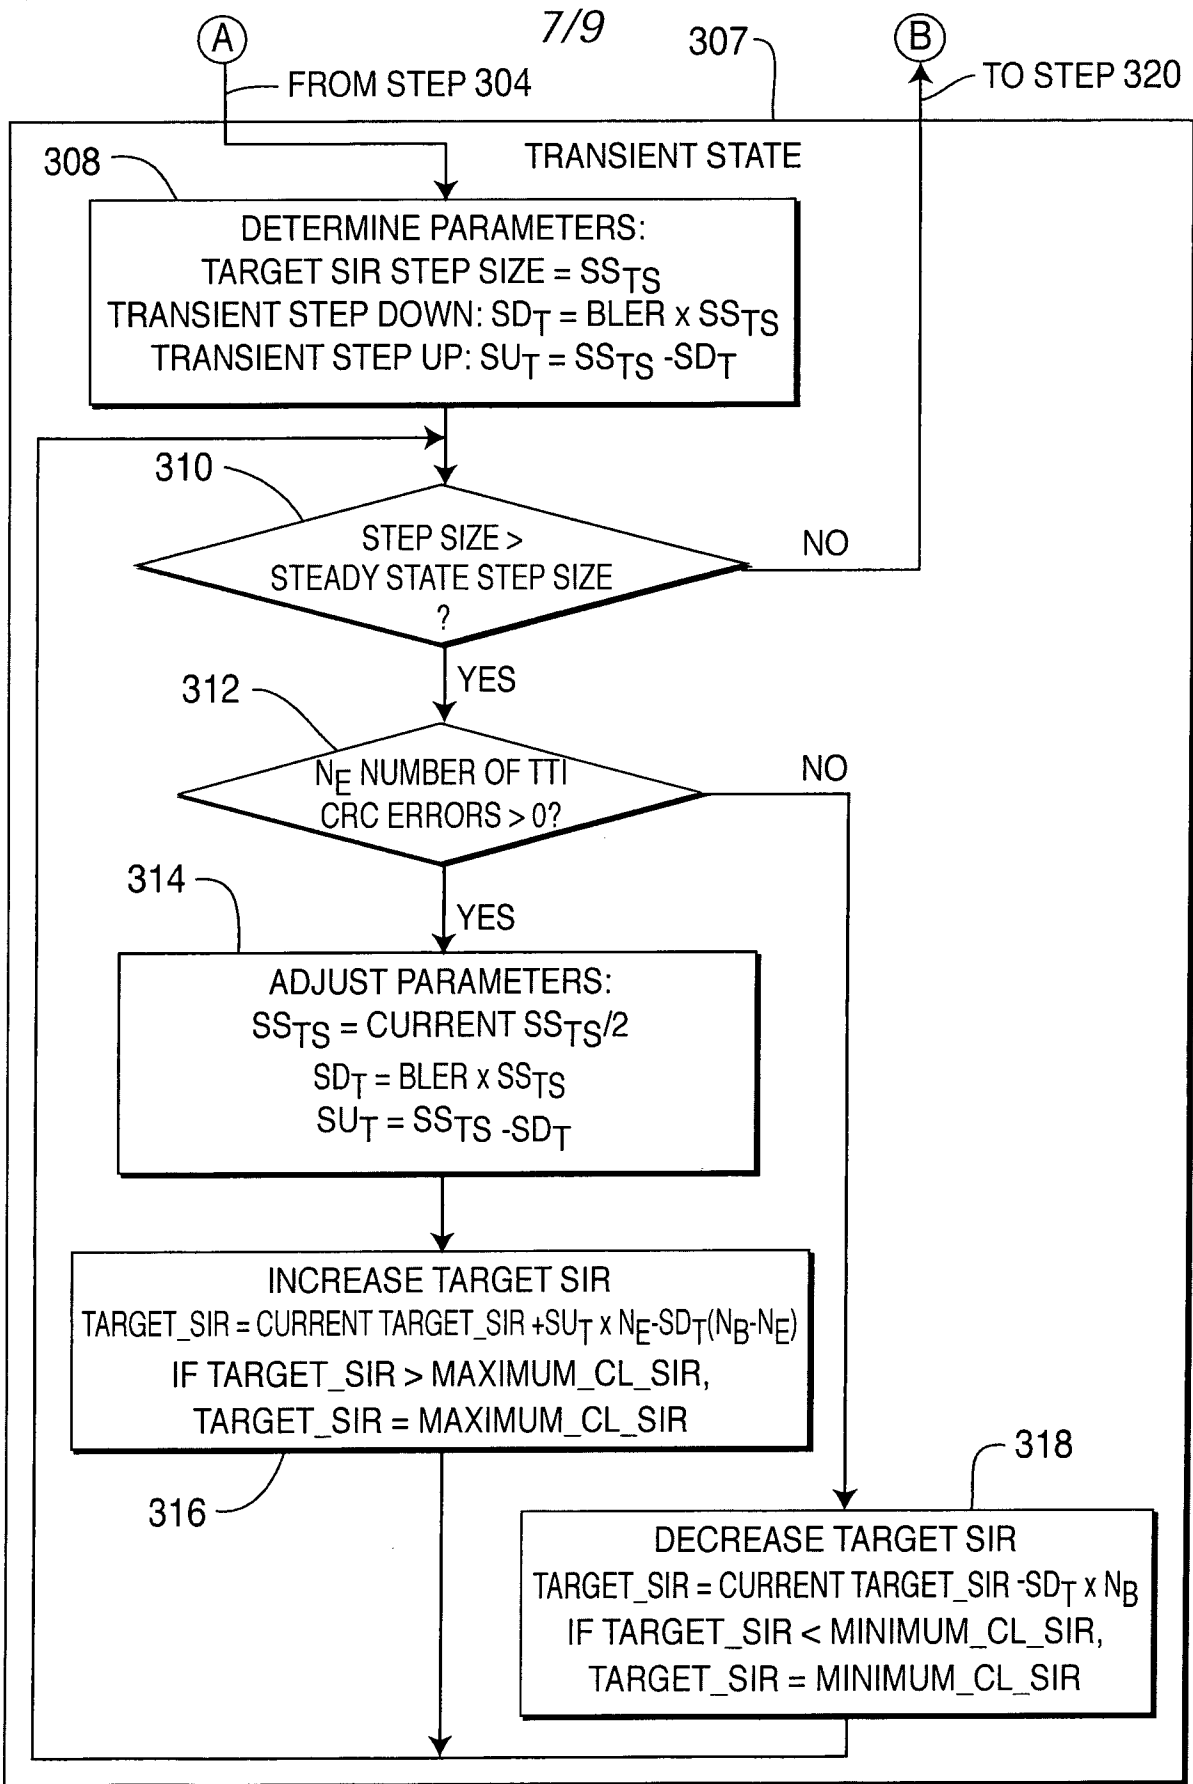 7/9
A
307
B
FROM STEP 304
TO STEP 320
TRANSIENT STATE
308
DETERMINE PARAMETERS:
TARGET SIR STEP SIZE = SSTS
TRANSIENT STEP DOWN: SDT = BLER x SSTS
TRANSIENT STEP UP: SUT = SSTS -SDT
310
STEP SIZE >
STEADY STATE STEP SIZE
?
NO
YES
312
NE NUMBER OF TTI
CRC ERRORS > 0?
NO
314
YES
ADJUST PARAMETERS:
SSTS = CURRENT SSTS/2
SDT = BLER x SSTS
SUT = SSTS -SDT
INCREASE TARGET SIR
TARGET_SIR = CURRENT TARGET_SIR +SUT x NE-SDT(NB-NE)
IF TARGET_SIR > MAXIMUM_CL_SIR,
TARGET_SIR = MAXIMUM_CL_SIR
316
318
DECREASE TARGET SIR
TARGET_SIR = CURRENT TARGET_SIR -SDT x NB
IF TARGET_SIR < MINIMUM_CL_SIR,
TARGET_SIR = MINIMUM_CL_SIR